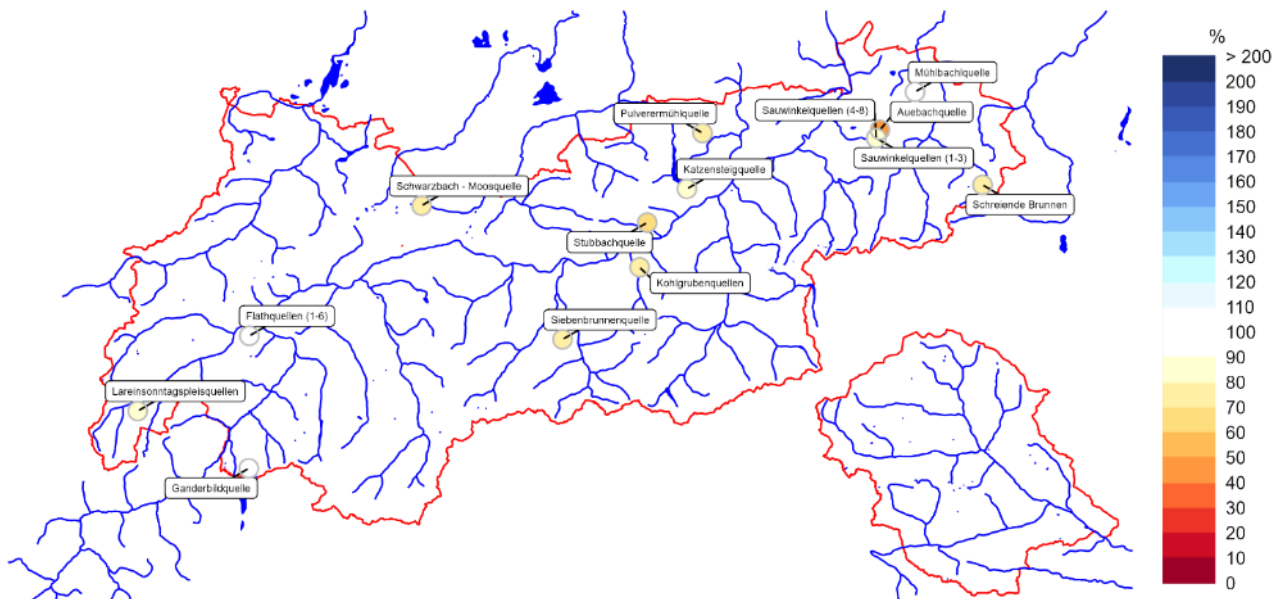 %
> 200
200
190
180
170
160
150
140
130
120
110
100
90
80
70
60
50
40
30
20
10
0
Mühlbachlquelle
Sauwinkelquellen (4-8)
Auebachquelle
Pulverermühlquelle
Sauwinkelquellen (1-3)
Katzensteigquelle
Schwarzbach - Moosquelle
Schreiende Brunnen
Stubbachquelle
Kohlgrubenquellen
Flathquellen (1-6)
Siebenbrunnenquelle
Lareinsonntagspleisquellen
Ganderbildquelle